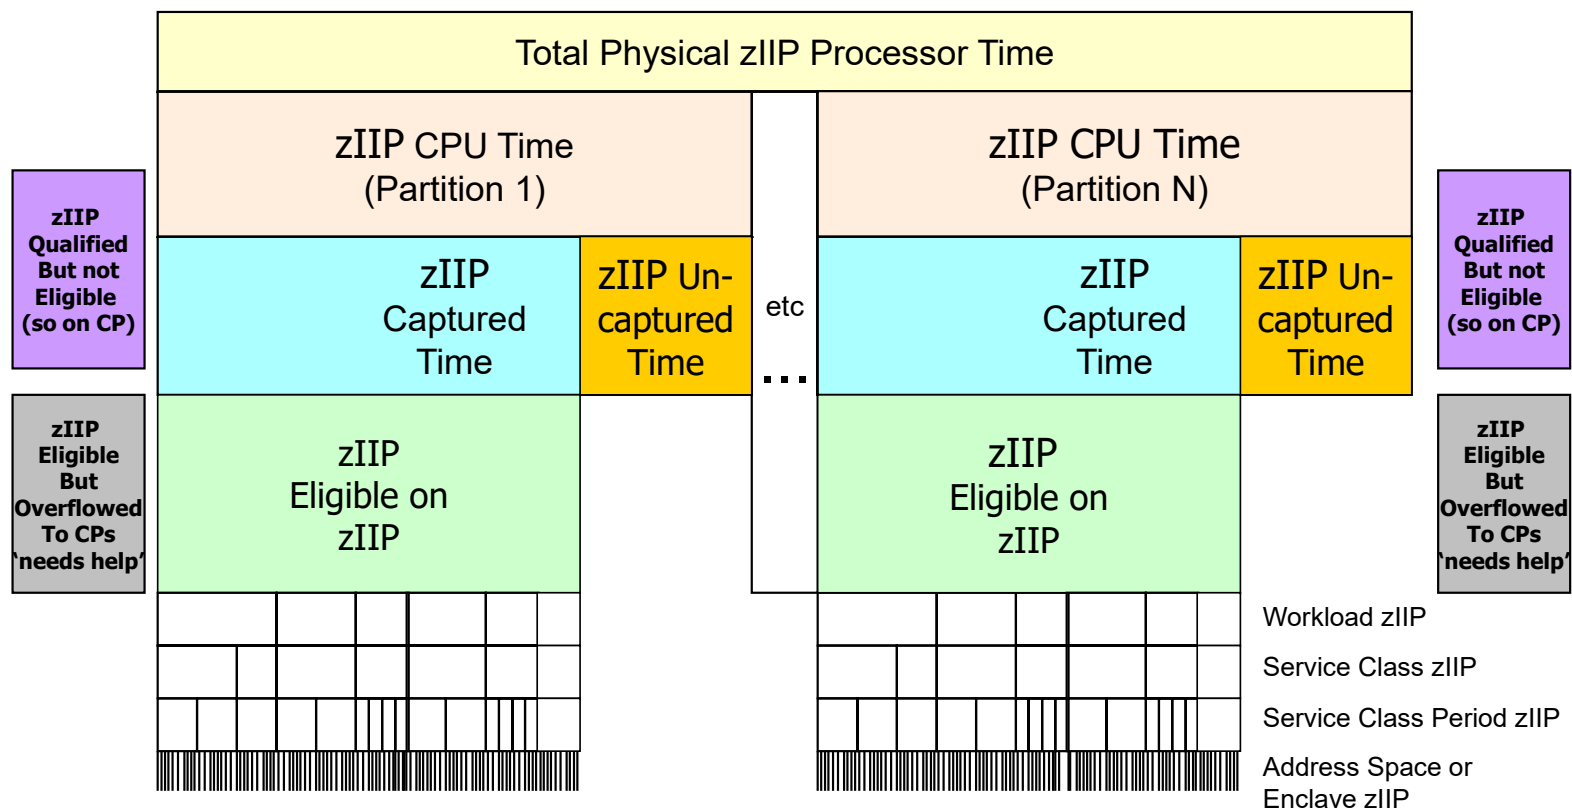 Total Physical zIIP Processor Time
zIIP CPU Time
(Partition 1)
zIIP CPU Time
(Partition N)
zIIP
Qualified
But not
Eligible
(so on CP)
zIIP
Captured
Time
zIIP Un-
captured
Time
etc
...
zIIP
Captured
Time
zIIP Un-
captured
Time
zIIP
Qualified
But not
Eligible
(so on CP)
zIIP
Eligible
But
Overflowed
To CPs
‘needs help’
zIIP
Eligible on
zIIP
zIIP
Eligible on
zIIP
zIIP
Eligible
But
Overflowed
To CPs
‘needs help’
Workload zIIP
Service Class zIIP
Service Class Period zIIP
Address Space or
Enclave zIIP